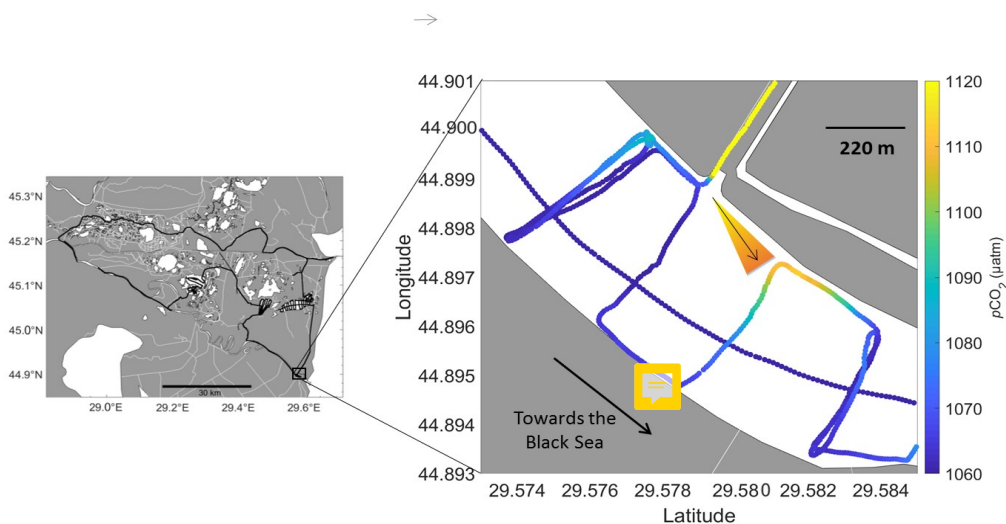 44.901
44.900
44.899
44.898
44.897
44.896
44.895
44.894
44.893
Longitude
29.574
29.576
29.578
29.580
29.582
29.584
Latitude
220 m
Towards the
Black Sea
1120
1110
1100
1090
1080
1070
1060
pCO2 (µatm)
45.3°N
45.2°N
45.1°N
45.0°N
44.9°N
30 km
29.0°E
29.2°E
29.4°E
29.6°E